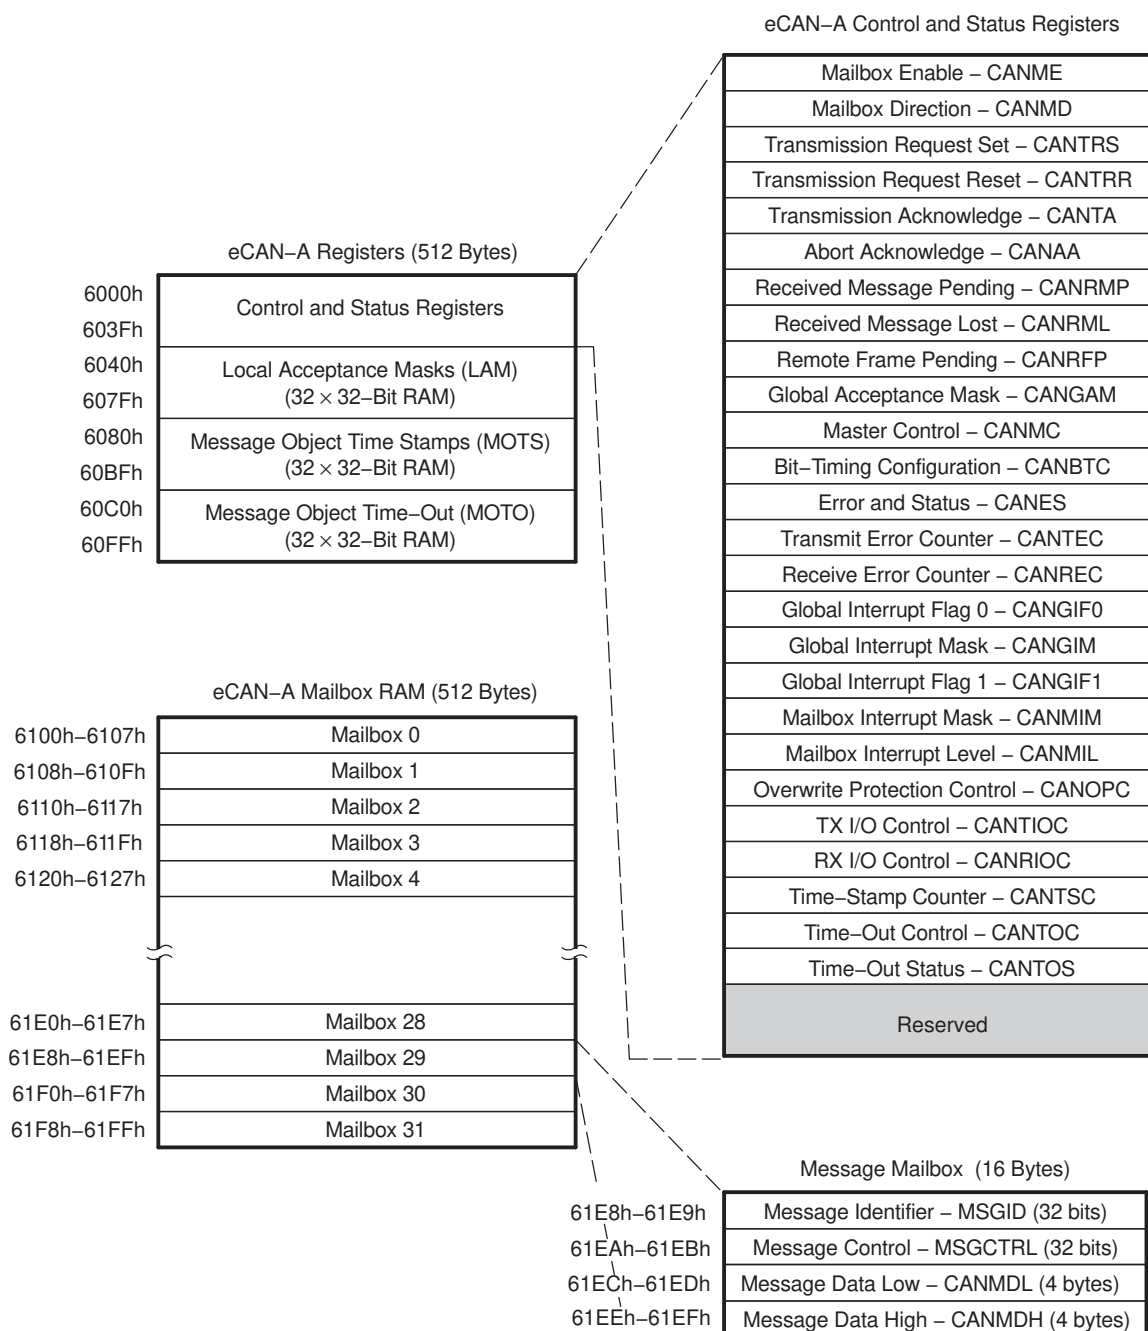 eCAN−A Control and Status Registers
Mailbox Enable − CANME
Mailbox Direction − CANMD
Transmission Request Set − CANTRS
Transmission Request Reset − CANTRR
Transmission Acknowledge − CANTA
Abort Acknowledge − CANAA
Received Message Pending − CANRMP
Received Message Lost − CANRML
Remote Frame Pending − CANRFP
Global Acceptance Mask − CANGAM
Master Control − CANMC
Bit−Timing Configuration − CANBTC
Error and Status − CANES
Transmit Error Counter − CANTEC
Receive Error Counter − CANREC
Global Interrupt Flag 0 − CANGIF0
Global Interrupt Mask − CANGIM
Global Interrupt Flag 1 − CANGIF1
Mailbox Interrupt Mask − CANMIM
Mailbox Interrupt Level − CANMIL
Overwrite Protection Control − CANOPC
TX I/O Control − CANTIOC
RX I/O Control − CANRIOC
Time−Stamp Counter − CANTSC
Time−Out Control − CANTOC
Time−Out Status − CANTOS
Reserved
eCAN−A Registers (512 Bytes)
6000h
Control and Status Registers
603Fh
6040h
Local Acceptance Masks (LAM)
(32 × 32−Bit RAM)
607Fh
6080h
Message Object Time Stamps (MOTS)
(32 × 32−Bit RAM)
60BFh
60C0h
Message Object Time−Out (MOTO)
(32 × 32−Bit RAM)
60FFh
eCAN−A Mailbox RAM (512 Bytes)
6100h−6107h Mailbox 0
6108h−610Fh Mailbox 1
6110h−6117h Mailbox 2
6118h−611Fh Mailbox 3
6120h−6127h Mailbox 4
61E0h−61E7h Mailbox 28
61E8h−61EFh Mailbox 29
61F0h−61F7h Mailbox 30
61F8h−61FFh Mailbox 31
Message Mailbox (16 Bytes)
61E8h−61E9h Message Identifier − MSGID (32 bits)
61EAh−61EBh Message Control − MSGCTRL (32 bits)
61ECh−61EDh Message Data Low − CANMDL (4 bytes)
61EEh−61EFh Message Data High − CANMDH (4 bytes)